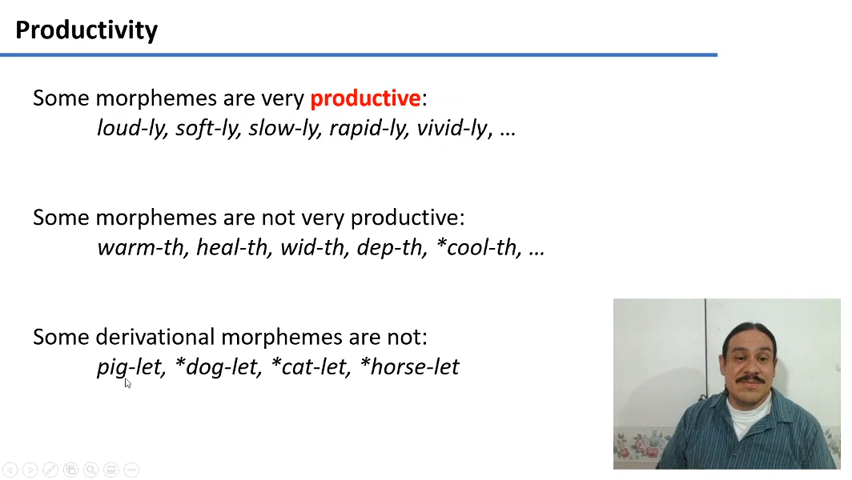 Productivity
Some morphemes are very productive:
loud-ly, soft-ly, slow-ly, rapid-ly, vivid-ly, …
Some morphemes are not very productive:
warm-th, heal-th, wid-th, dep-th, *cool-th, …
Some derivational morphemes are not:
pig-let, *dog-let, *cat-let, *horse-let